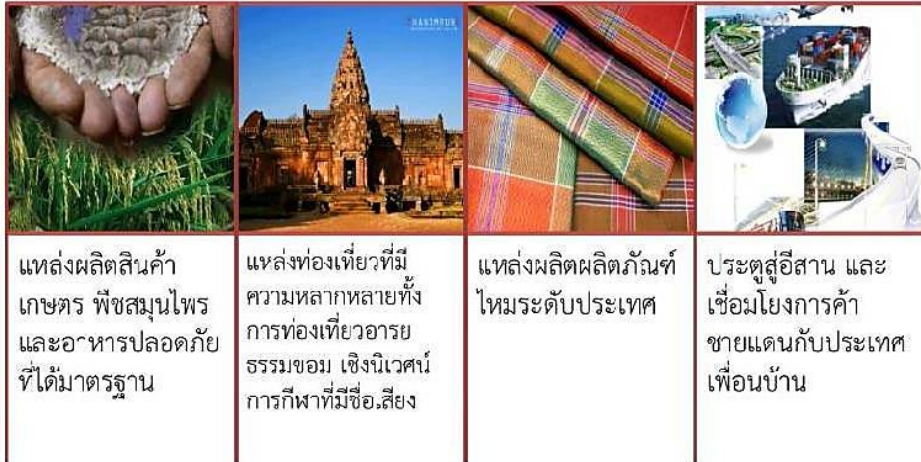 แหล่งผลิตสินค้า
เกษตร พืชสมุนไพร
และอาหารปลอดภัย
ที่ได้มาตรฐาน
แหล่งท่องเที่ยวที่มี
ความหลากหลายทั้ง
การท่องเที่ยวอารย
ธรรมขอม เชิงนิเวศน์
การกีฬาที่มีชื่อเสียง
แหล่งผลิตผลิตภัณฑ์
ไหมระดับประเทศ
ประตูสู่อีสาน และ
เชื่อมโยงการค้า
ชายแดนกับประเทศ
เพื่อนบ้าน